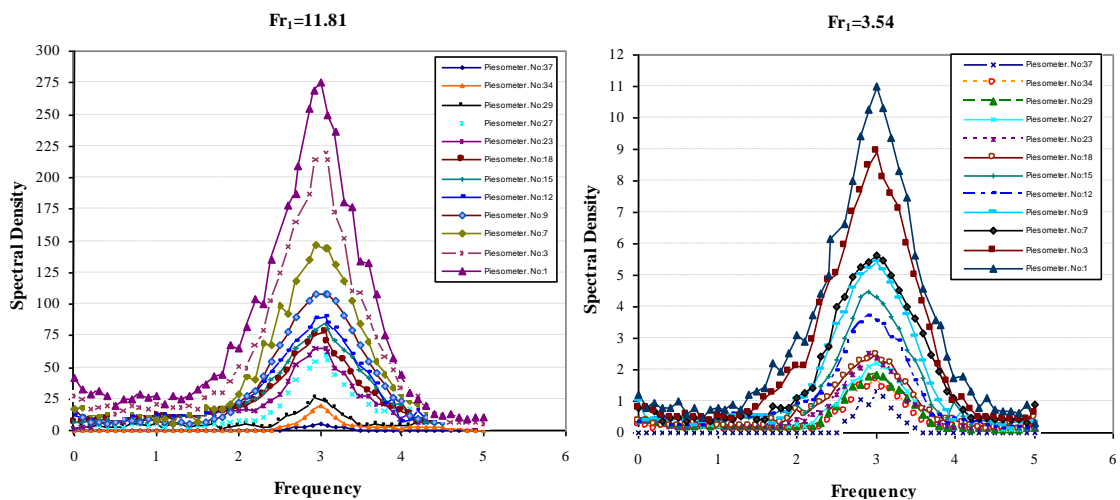 Fr1=11.81
Spectral Density
300
275
250
225
200
175
150
125
100
75
50
25
0
0 1 2 3 4 5 6
Frequency
Piesometer. No:37
Piesometer. No:34
Piesometer. No:29
Piesometer. No:27
Piesometer. No:23
Piesometer. No:18
Piesometer. No:15
Piesometer. No:12
Piesometer. No:9
Piesometer. No:7
Piesometer. No:3
Piesometer. No:1
Fr1=3.54
Spectral Density
12
11
10
9
8
7
6
5
4
3
2
1
0
0 1 2 3 4 5 6
Frequency
Piesometer. No:37
Piesometer. No:34
Piesometer. No:29
Piesometer. No:27
Piesometer. No:23
Piesometer. No:18
Piesometer. No:15
Piesometer. No:12
Piesometer. No:9
Piesometer. No:7
Piesometer. No:3
Piesometer. No:1